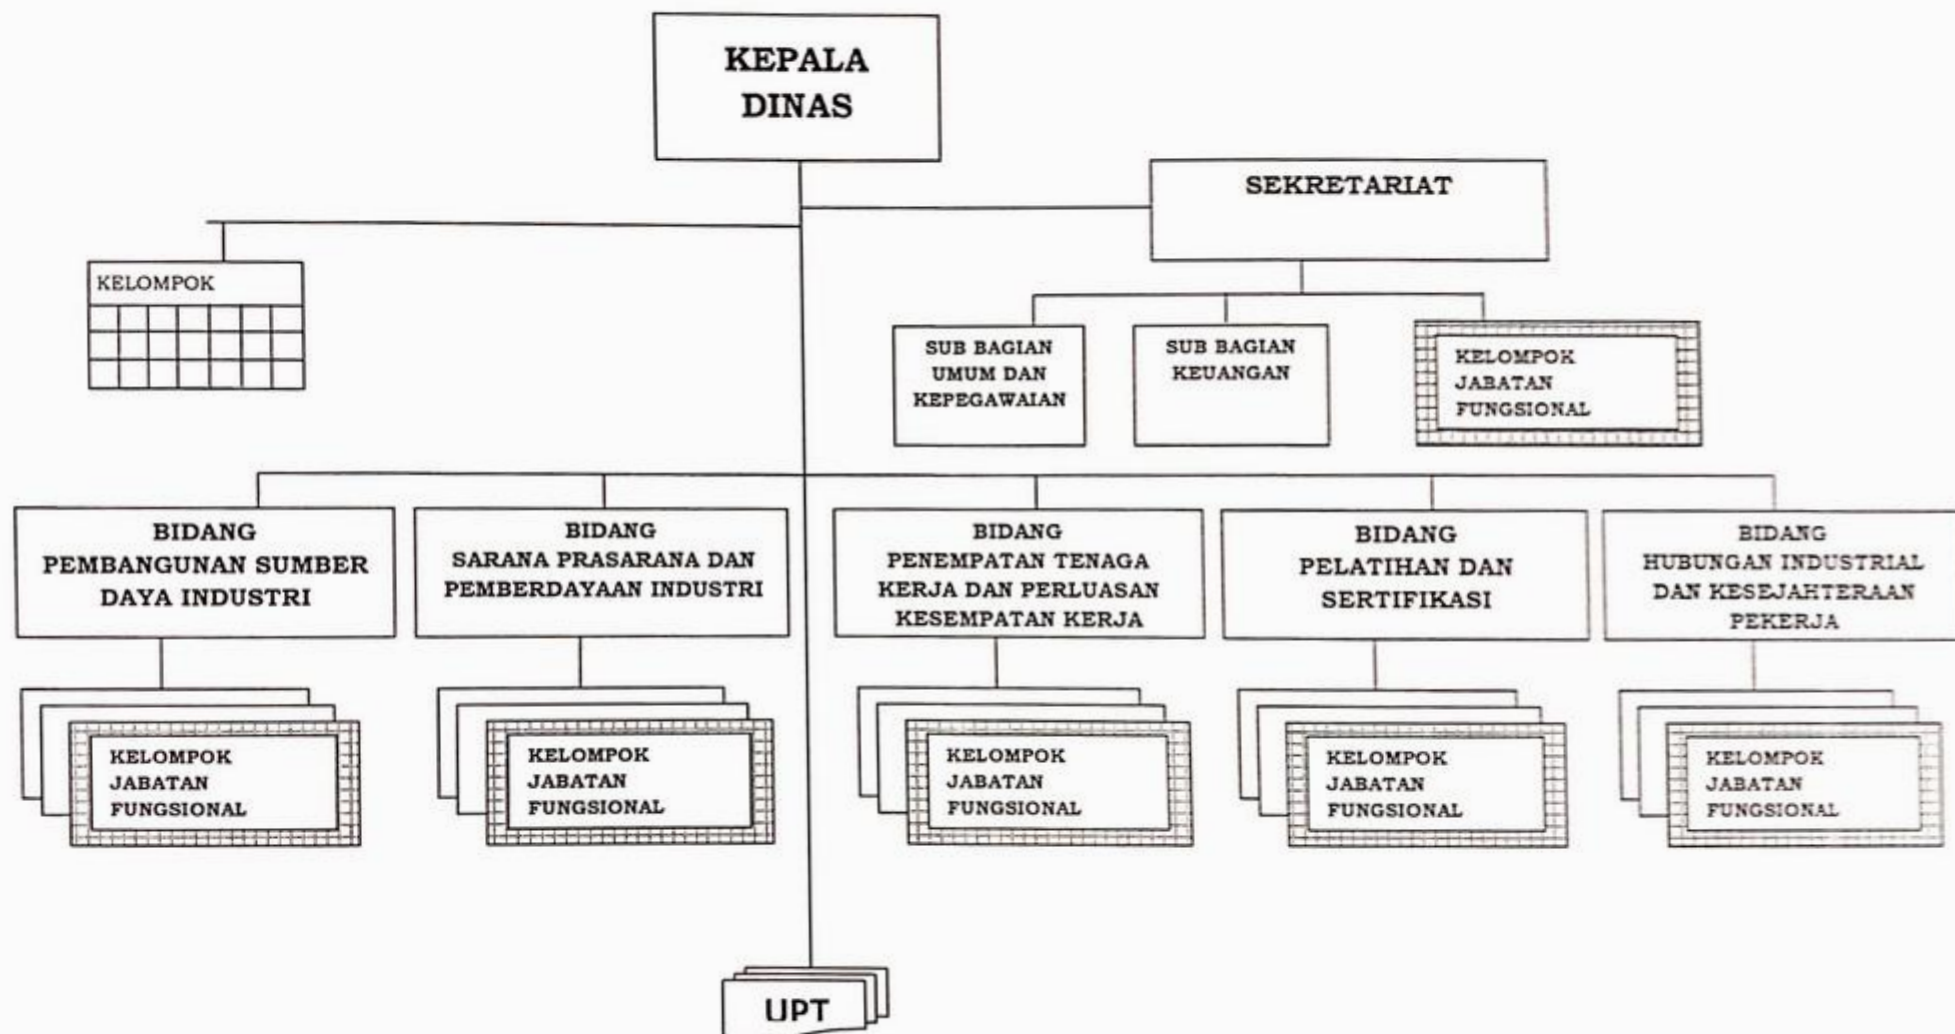 KEPALA
DINAS
SEKRETARIAT
KELOMPOK
SUB BAGIAN
UMUM DAN
KEPEGAWAIAN
SUB BAGIAN
KEUANGAN
KELOMPOK
JABATAN
FUNGSIONAL
BIDANG
PEMBANGUNAN SUMBER
DAYA INDUSTRI
BIDANG
SARANA PRASARANA DAN
PEMBERDAYAAN INDUSTRI
BIDANG
PENEMPATAN TENAGA
KERJA DAN PERLUASAN
KESEMPATAN KERJA
BIDANG
PELATIHAN DAN
SERTIFIKASI
BIDANG
HUBUNGAN INDUSTRIAL
DAN KESEJAHTERAAN
PEKERJA
KELOMPOK
JABATAN
FUNGSIONAL
KELOMPOK
JABATAN
FUNGSIONAL
KELOMPOK
JABATAN
FUNGSIONAL
KELOMPOK
JABATAN
FUNGSIONAL
KELOMPOK
JABATAN
FUNGSIONAL
UPT